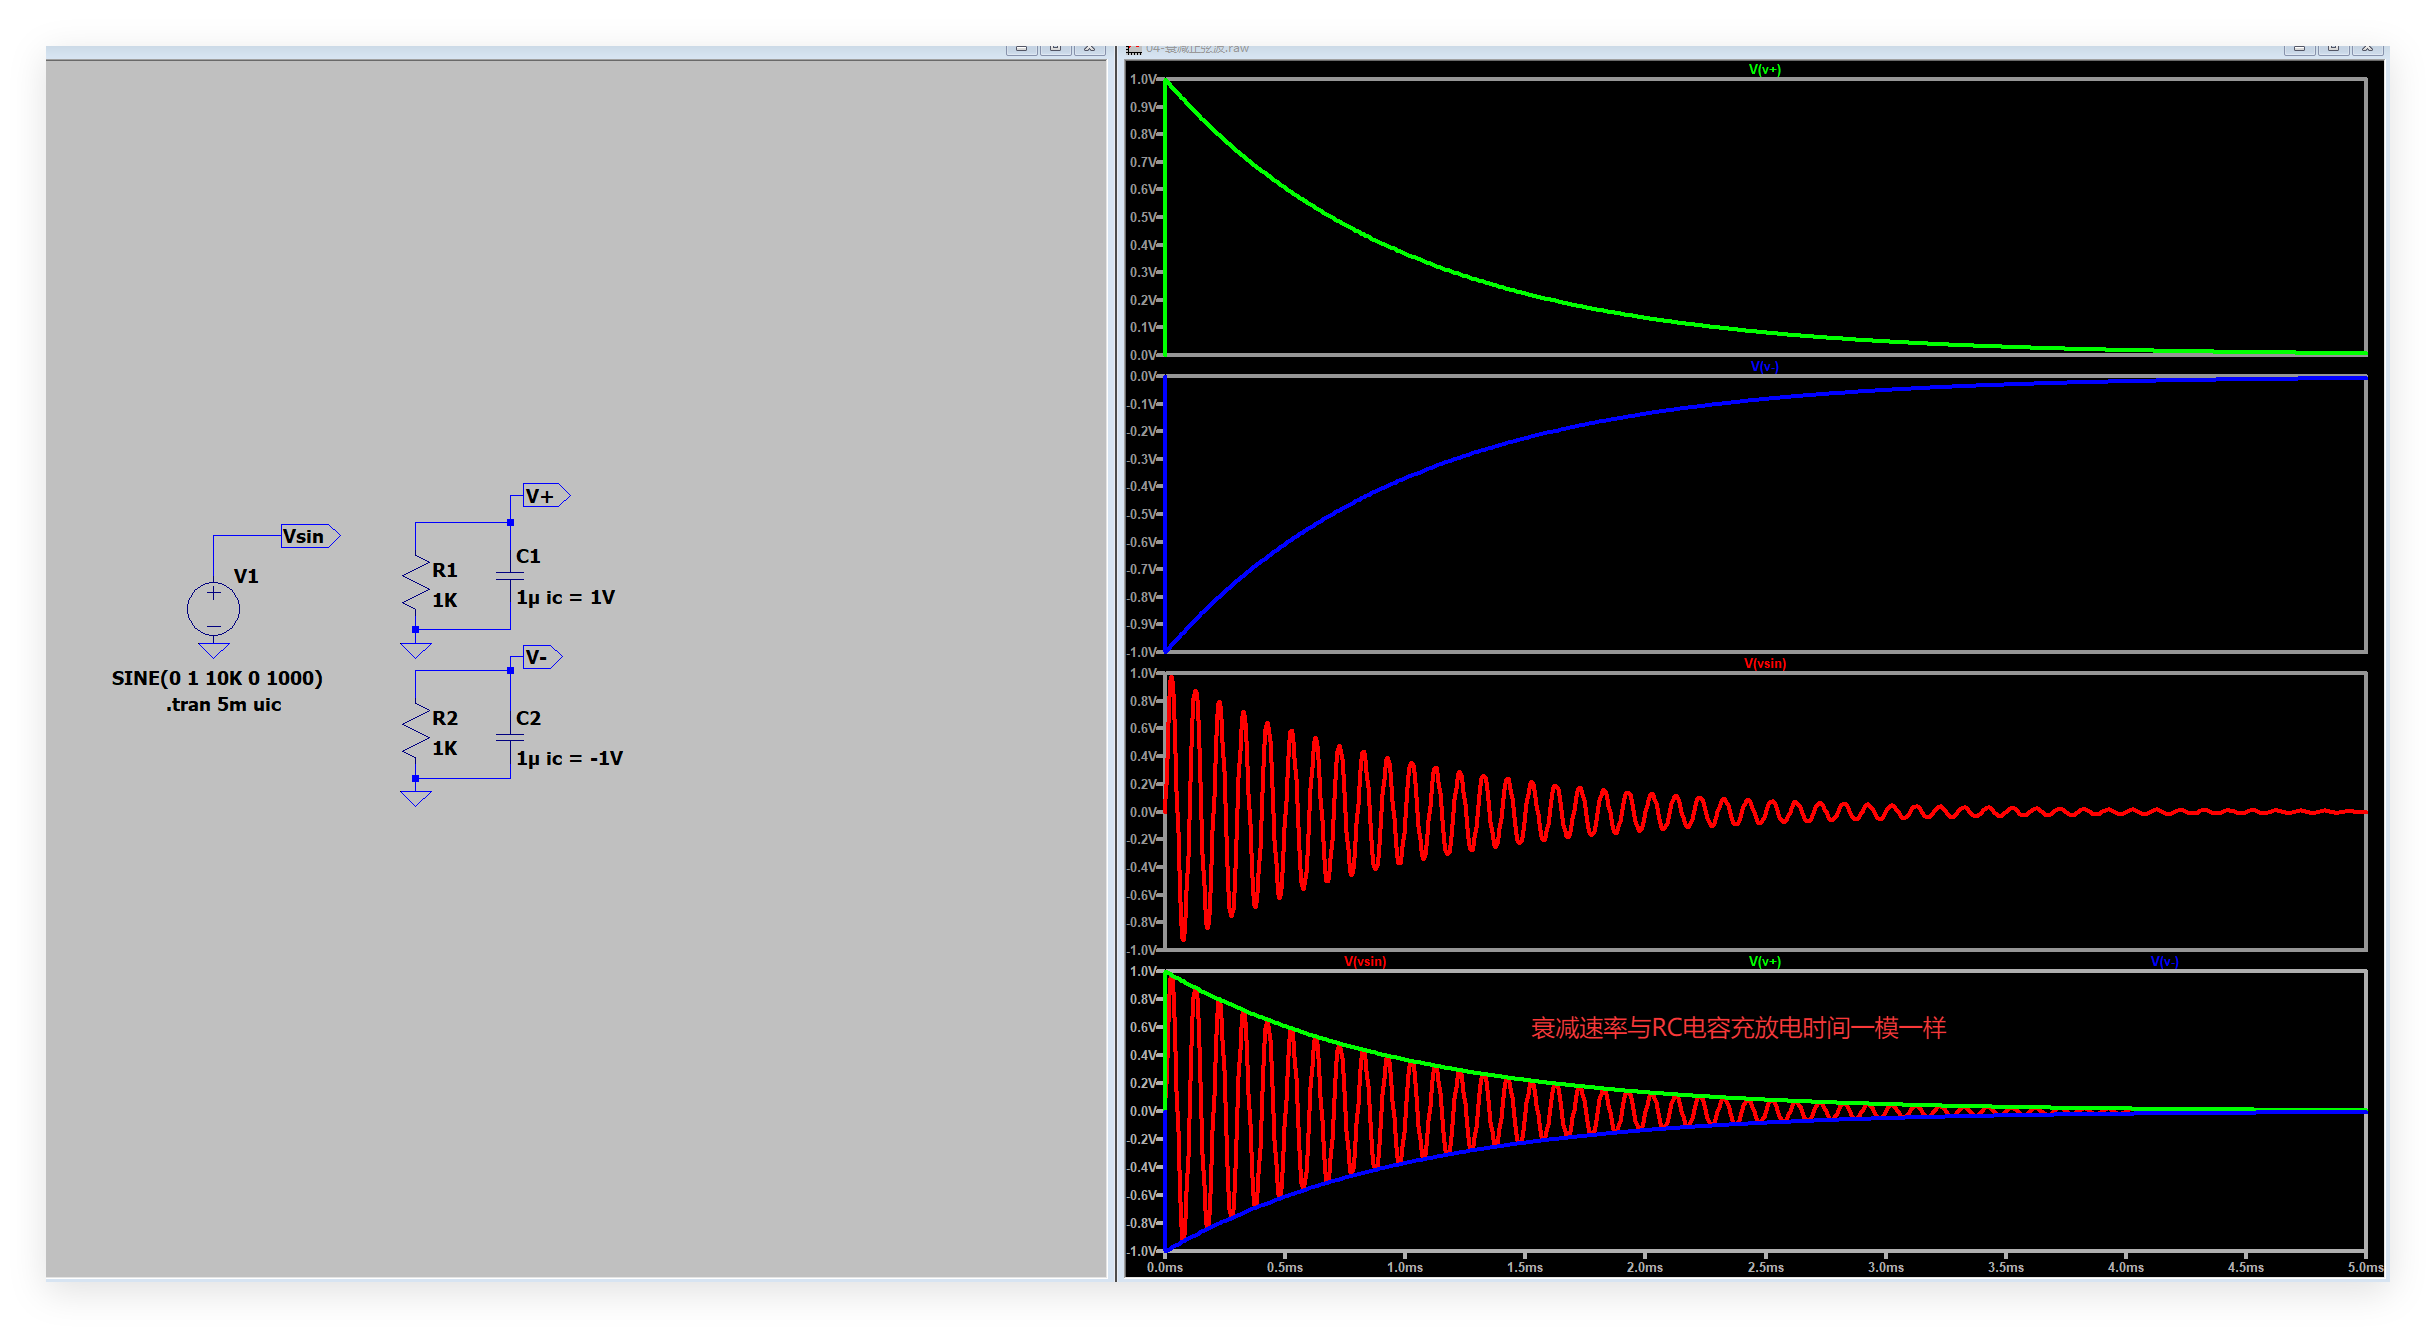 04-衰减正弦波.raw
Vsin
V1
SINE(0 1 10K 0 1000)
.tran 5m uic
V+
R1
1K
C1
1µ ic = 1V
V-
R2
1K
C2
1µ ic = -1V
V(v+)
1.0V
0.9V
0.8V
0.7V
0.6V
0.5V
0.4V
0.3V
0.2V
0.1V
0.0V
V(v-)
0.0V
-0.1V
-0.2V
-0.3V
-0.4V
-0.5V
-0.6V
-0.7V
-0.8V
-0.9V
-1.0V
V(vsin)
1.0V
0.8V
0.6V
0.4V
0.2V
0.0V
-0.2V
-0.4V
-0.6V
-0.8V
-1.0V
V(vsin) V(v+) V(v-)
1.0V
0.8V
0.6V
0.4V
0.2V
0.0V
-0.2V
-0.4V
-0.6V
-0.8V
-1.0V
衰减速率与RC电容充放电时间一模一样
0.0ms 0.5ms 1.0ms 1.5ms 2.0ms 2.5ms 3.0ms 3.5ms 4.0ms 4.5ms 5.0ms